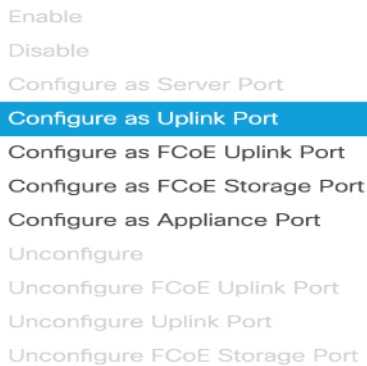 Enable
Disable
Configure as Server Port
Configure as Uplink Port
Configure as FCoE Uplink Port
Configure as FCoE Storage Port
Configure as Appliance Port
Unconfigure
Unconfigure FCoE Uplink Port
Unconfigure Uplink Port
Unconfigure FCoE Storage Port